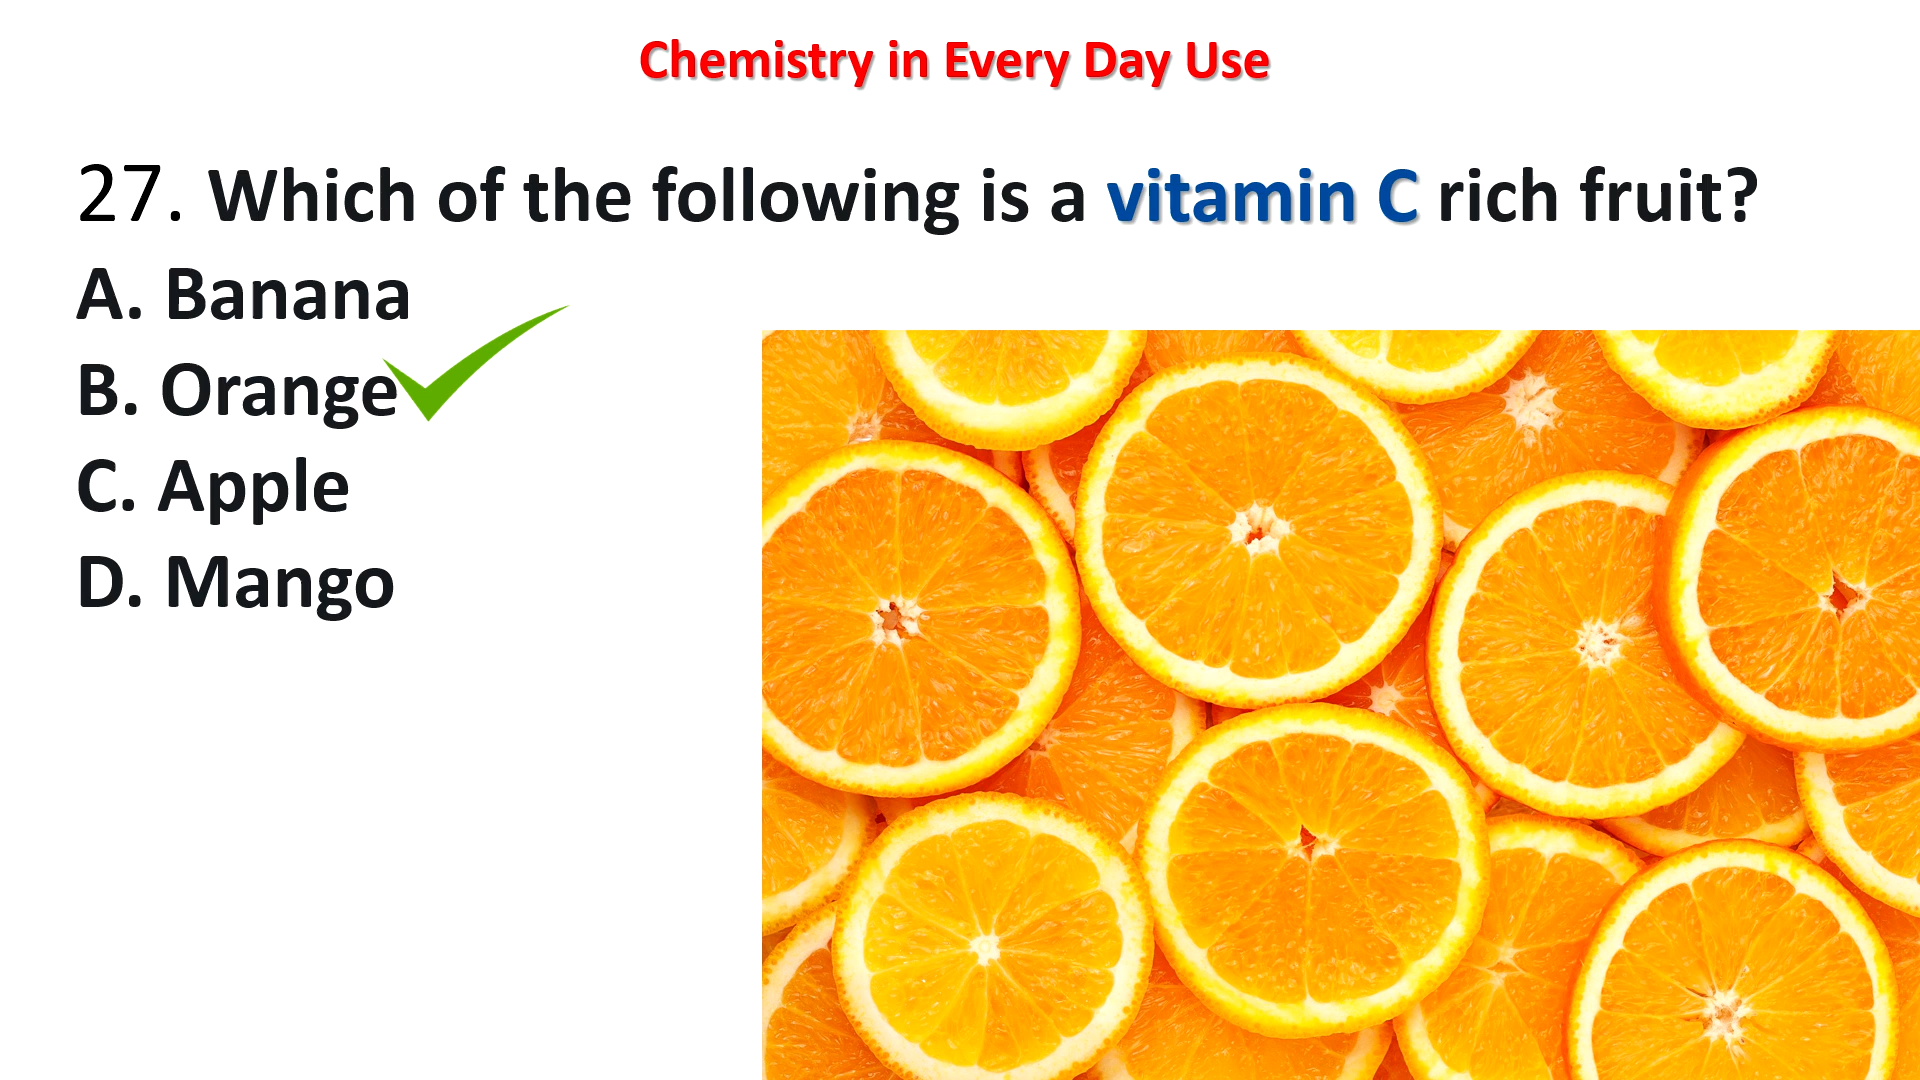 Chemistry in Every Day Use
27. Which of the following is a vitamin C rich fruit?
A. Banana
B. Orange
C. Apple
D. Mango